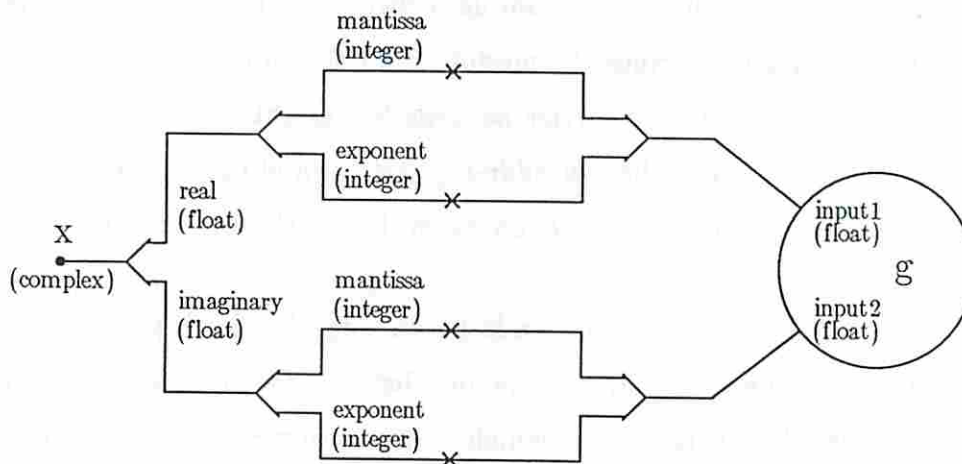 mantissa
(integer)
exponent
(integer)
real
(float)
X
(complex)
imaginary
(float)
mantissa
(integer)
exponent
(integer)
input1
(float)
g
input2
(float)